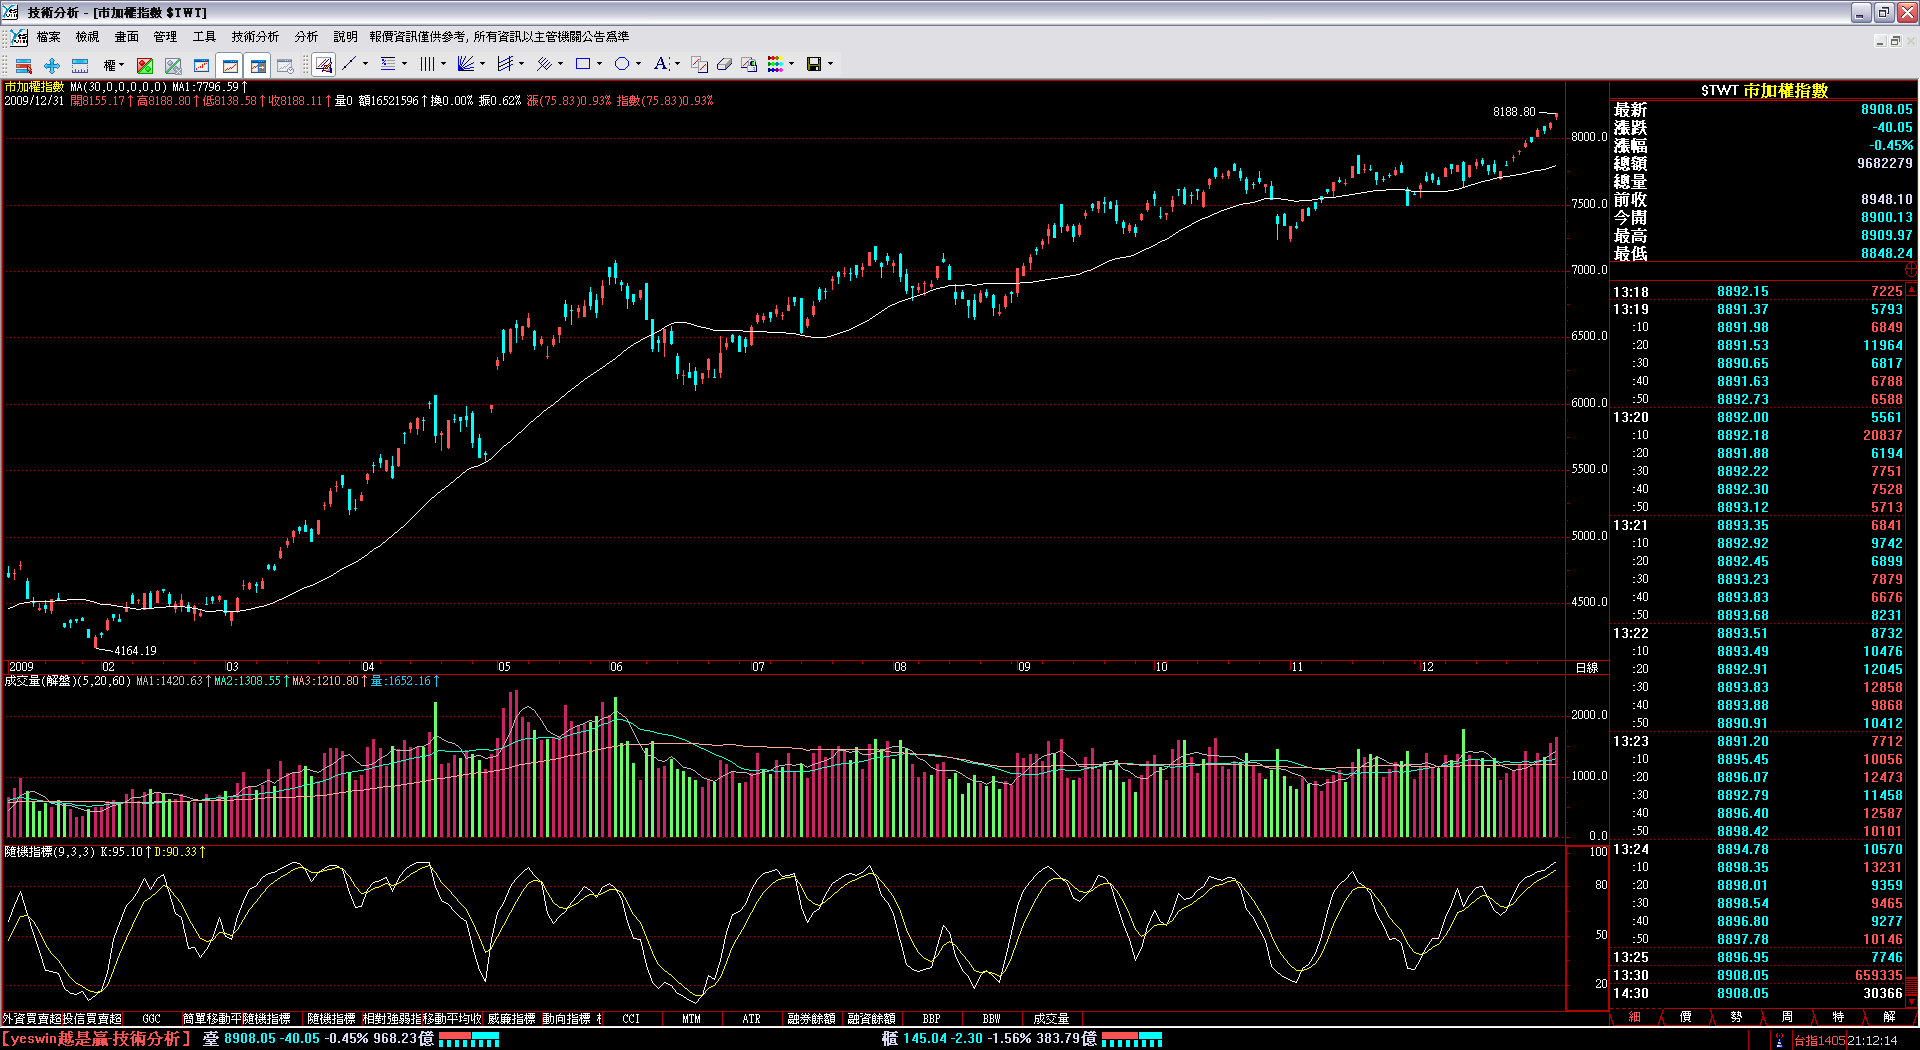 技術分析 - [市加權指數 $TWT]
檔案 檢視 畫面 管理 工具 技術分析 分析 說明 報價資訊僅供參考, 所有資訊以主管機關公告為準
權
市加權指數 MA(30,0,0,0,0,0) MA1:7796.59↑
2009/12/31 開8155.17↑高8188.80↑低8138.58↑收8188.11↑量0 額16521596↑換0.00% 振0.62% 漲(75.83)0.93% 指數(75.83)0.93%
8188.80
8000.0
7500.0
7000.0
6500.0
6000.0
5500.0
5000.0
4500.0
4164.19
2009 02 03 04 05 06 07 08 09 10 11 12 日線
成交量(解盤)(5,20,60) MA1:1420.63↑MA2:1308.55↑MA3:1210.80↑量:1652.16↑
2000.0
1000.0
0.0
隨機指標(9,3,3) K:95.10↑D:90.33↑
100
80
50
20
外資買賣超 投信買賣超 GGC 簡單移動平 隨機指標 隨機指標 相對強弱指 移動平均收 威廉指標 動向指標 CCI MTM ATR 融券餘額 融資餘額 BBP BBW 成交量
$TWT 市加權指數
最新 8908.05
漲跌 -40.05
漲幅 -0.45%
總額 9682279
總量
前收 8948.10
今開 8900.13
最高 8909.97
最低 8848.24
13:18 8892.15 7225
13:19 8891.37 5793
:10 8891.98 6849
:20 8891.53 11964
:30 8890.65 6817
:40 8891.63 6788
:50 8892.73 6588
13:20 8892.00 5561
:10 8892.18 20837
:20 8891.88 6194
:30 8892.22 7751
:40 8892.30 7528
:50 8893.12 5713
13:21 8893.35 6841
:10 8892.92 9742
:20 8892.45 6899
:30 8893.23 7879
:40 8893.83 6676
:50 8893.68 8231
13:22 8893.51 8732
:10 8893.49 10476
:20 8892.91 12045
:30 8893.83 12858
:40 8893.88 9868
:50 8890.91 10412
13:23 8891.20 7712
:10 8895.45 10056
:20 8896.07 12473
:30 8892.79 11458
:40 8896.40 12587
:50 8898.42 10101
13:24 8894.78 10570
:10 8898.35 13231
:20 8898.01 9359
:30 8898.54 9465
:40 8896.80 9277
:50 8897.78 10146
13:25 8896.95 7746
13:30 8908.05 659335
14:30 8908.05 30366
細 價 勢 周 特 解
[yeswin越是贏-技術分析] 臺 8908.05 -40.05 -0.45% 968.23億 櫃 145.04 -2.30 -1.56% 383.79億 台指1405 21:12:14